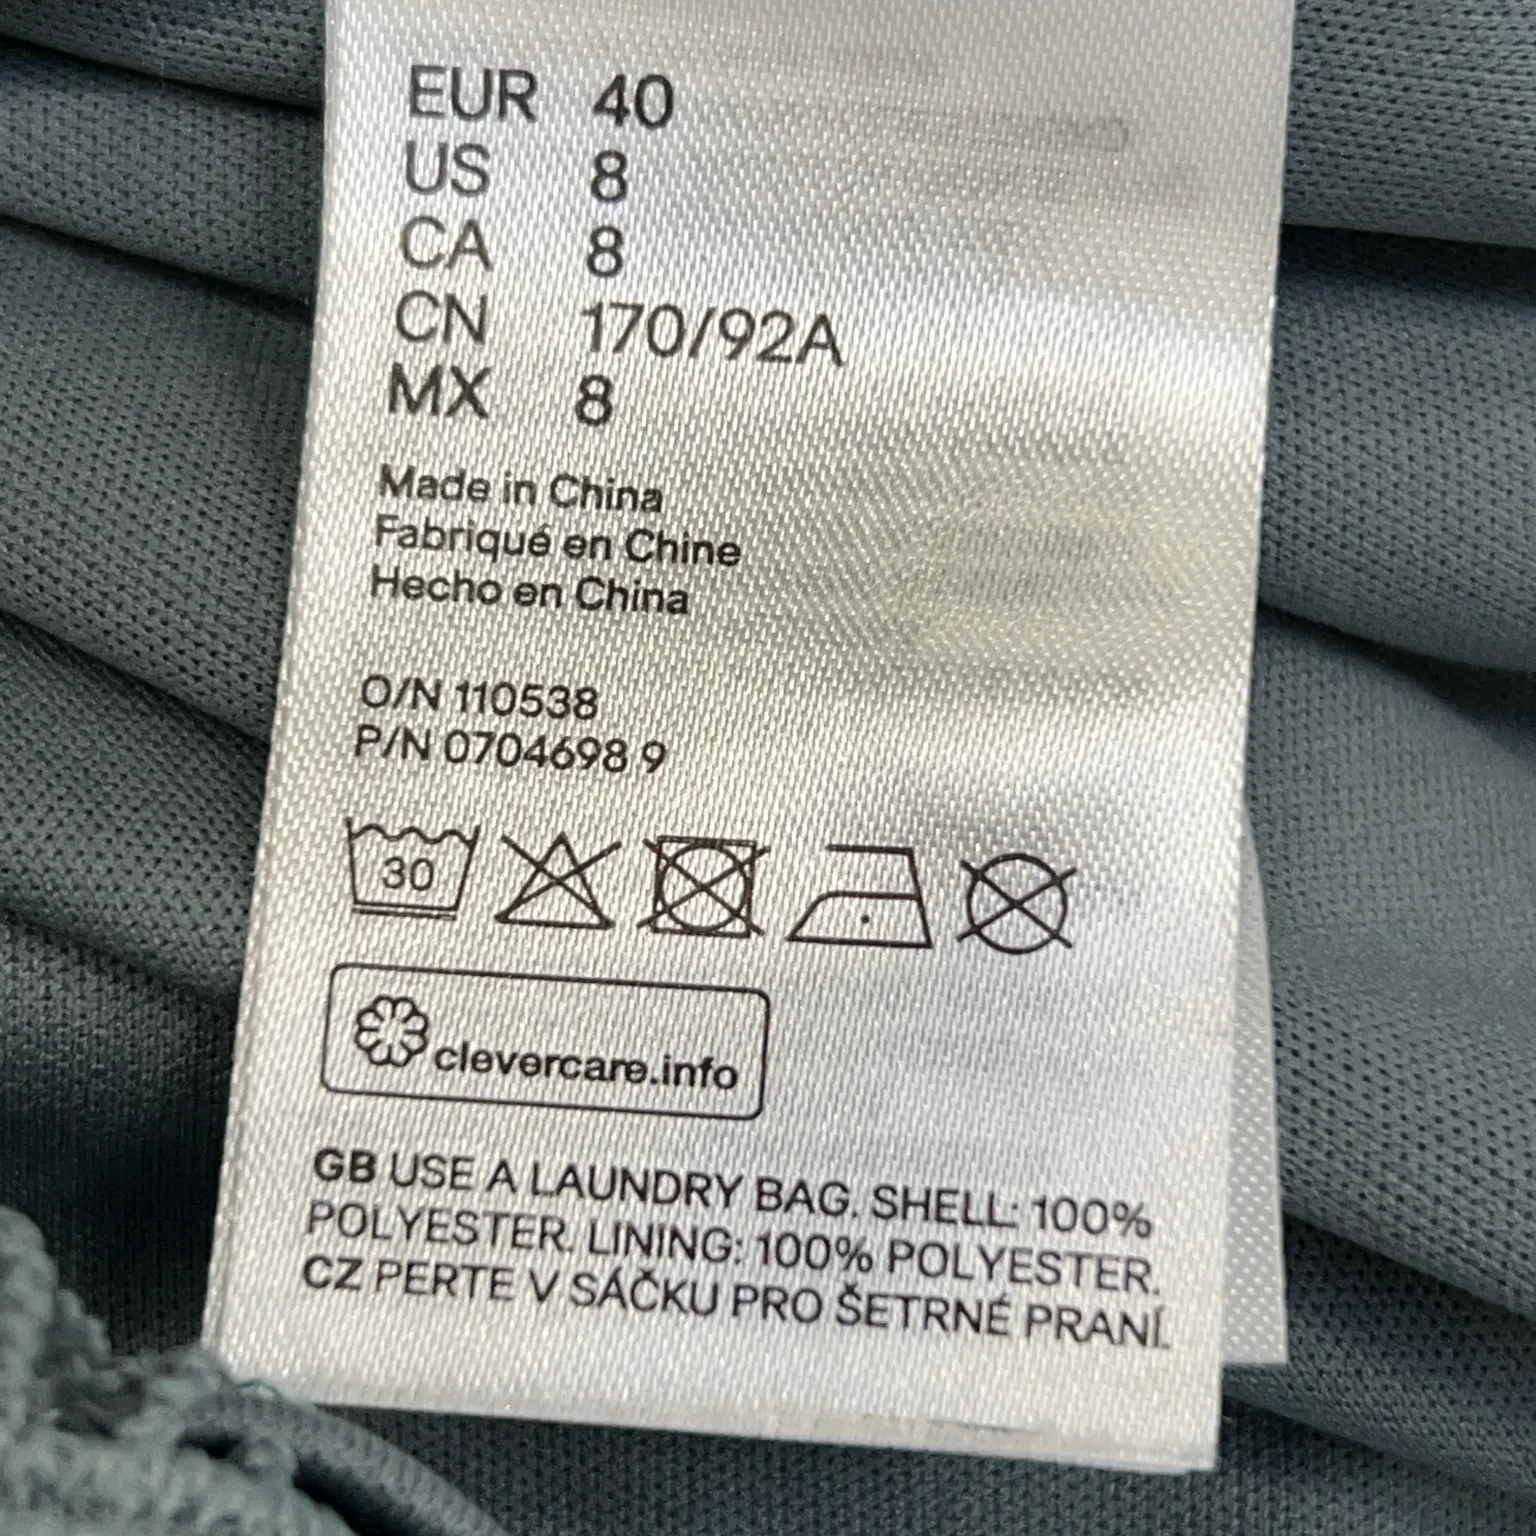 EUR 40
US 8
CA 8
CN 170/92A
MX 8
Made in China
Fabriqué en Chine
Hecho en China
O/N 110538
P/N 0704698 9
30
clevercare.info
GB USE A LAUNDRY BAG. SHELL: 100%
POLYESTER. LINING: 100% POLYESTER.
CZ PERTE V SÁČKU PRO ŠETRNÉ PRANÍ.